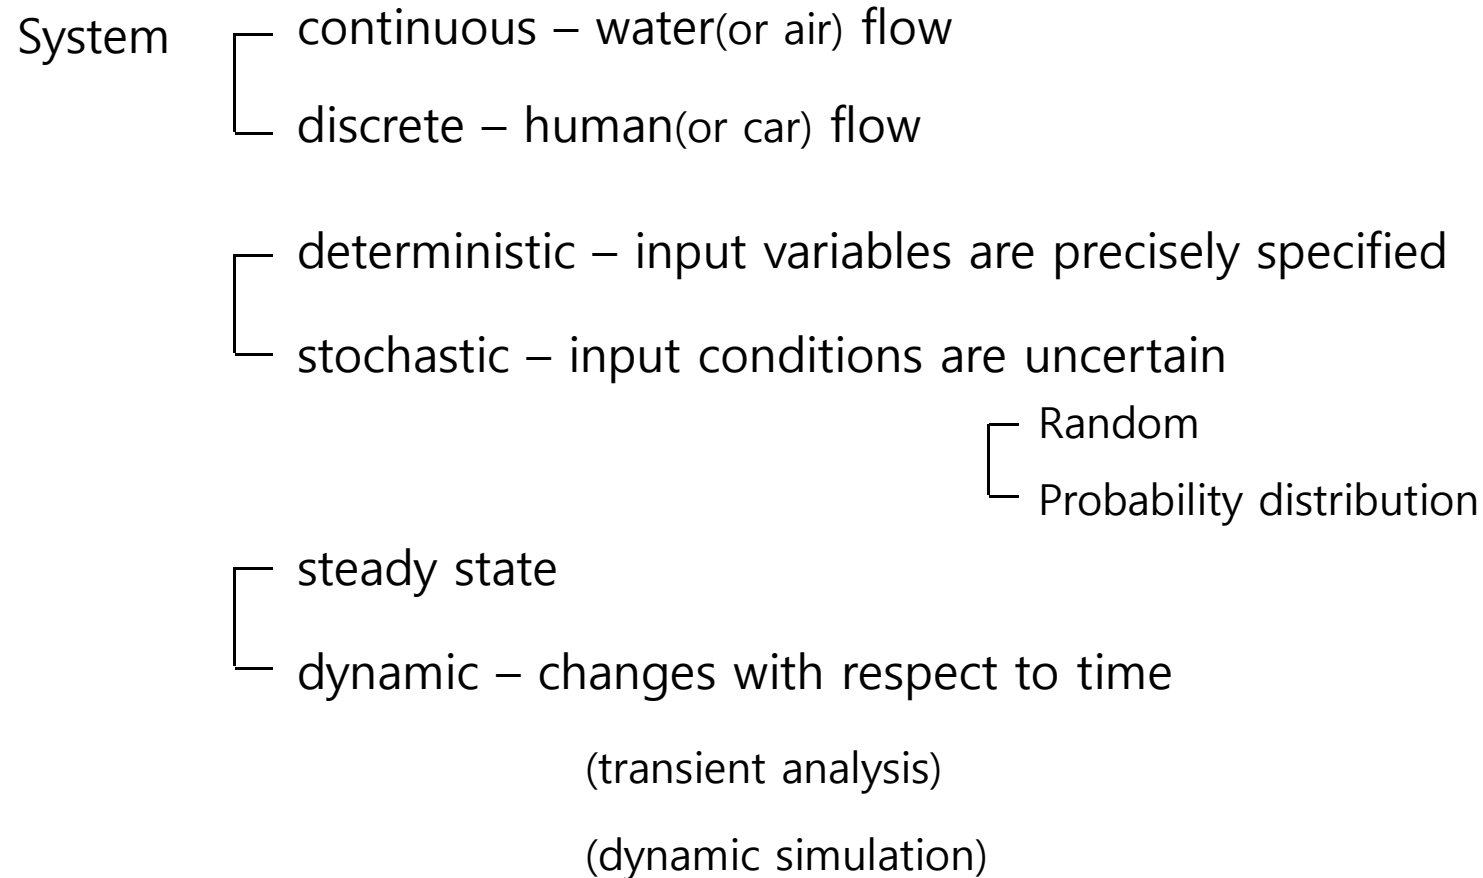 System
continuous – water(or air) flow
discrete – human(or car) flow
deterministic – input variables are precisely specified
stochastic – input conditions are uncertain
Random
Probability distribution
steady state
dynamic – changes with respect to time
(transient analysis)
(dynamic simulation)